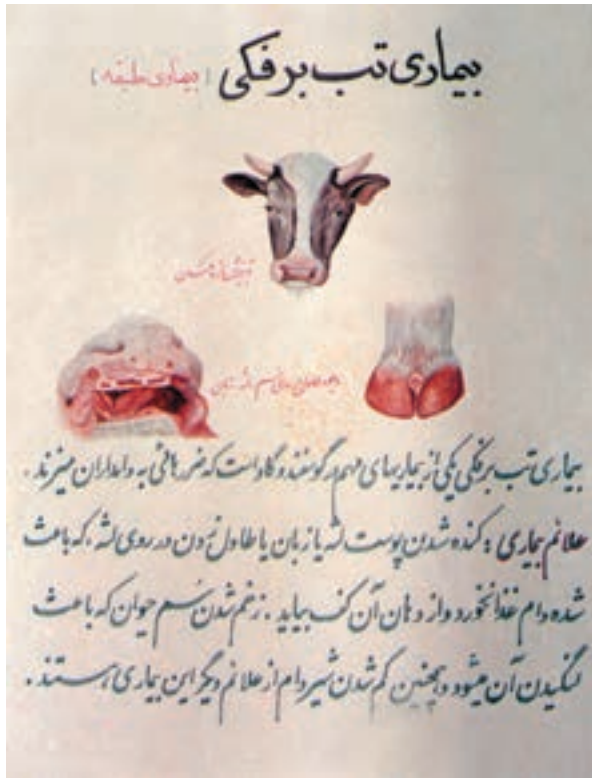 بیماری تب برفکی (بیماری طبقه)
بیماری تب برفکی یکی از بیماریهای مهم در گوسفند و گاو است که ضررهائی به دامداران میزند.
علائم بیماری: کنده شدن پوست لثه یا زبان یا طاول زدن در روی لثه، که باعث
شده دام غذا نخورد و از دهان آن کف بیاید. زخم شدن سم حیوان که باعث
لنگیدن آن میشود و همچنین کم شدن شیر دام از علائم دیگر این بیماری هستند.